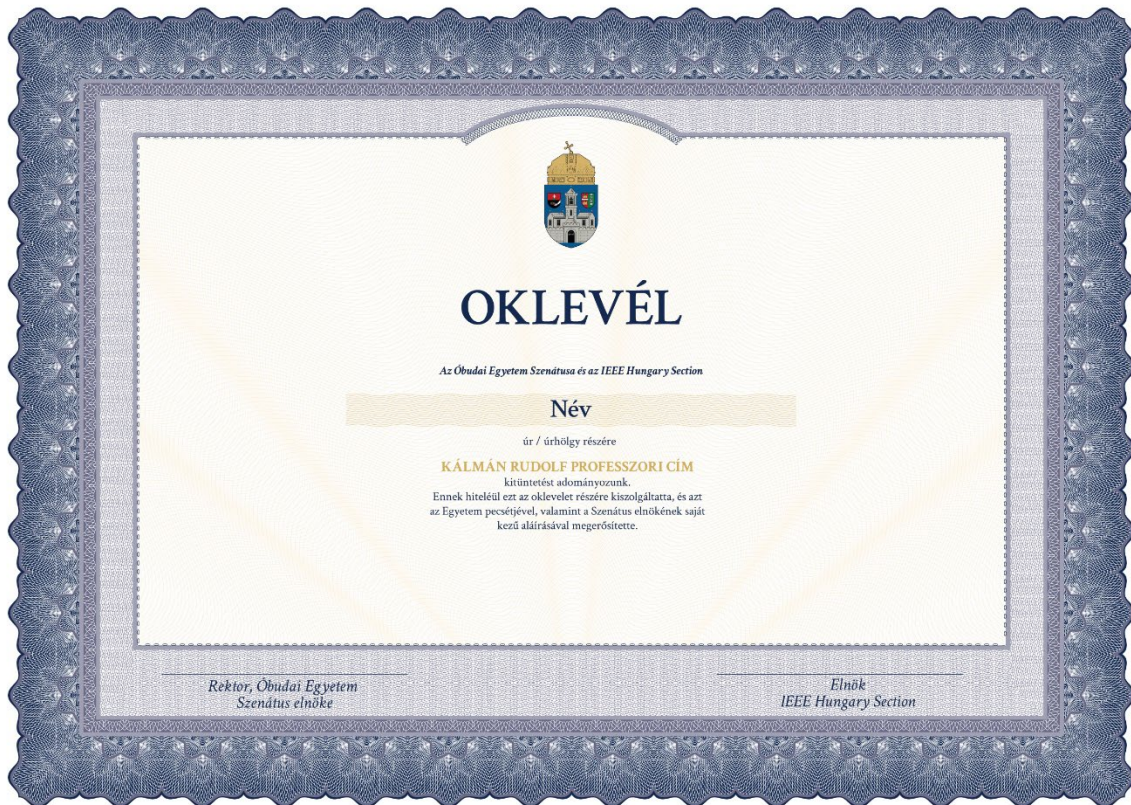 OKLEVÉL
Az Óbudai Egyetem Szenátusa és az IEEE Hungary Section
Név
úr / úrhölgy részére
KÁLMÁN RUDOLF PROFESSZORI CÍM
kitüntetést adományozunk.
Ennek hiteléül ezt az oklevelet részére kiszolgáltatta, és azt
az Egyetem pecsétjével, valamint a Szenátus elnökének saját
kezű aláírásával megerősítette.
Rektor, Óbudai Egyetem
Szenátus elnöke
Elnök
IEEE Hungary Section